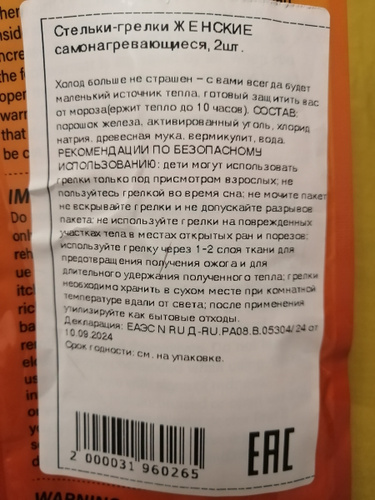 Стельки-грелки ЖЕНСКИЕ
самонагревающиеся, 2шт.
Холод больше не страшен – с вами всегда будет
маленький источник тепла, готовый защитить вас
от мороза(ержит тепло до 10 часов). СОСТАВ:
порошок железа, активированный уголь, хлорид
натрия, древесная мука, вермикулит, вода.
РЕКОМЕНДАЦИИ ПО БЕЗОПАСНОМУ
ИСПОЛЬЗОВАНИЮ: дети могут использовать
грелки только под присмотром взрослых; не
пользуйтесь грелкой во время сна; не мочите пакет
не вскрывайте грелки и не допускайте разрывов
пакета; не используйте грелки на поврежденных
участках тела в местах открытых ран и порезов;
используйте грелку через 1-2 слоя ткани для
предотвращения получения ожога и для
длительного удержания полученного тепла; грелки
необходимо хранить в сухом месте при комнатной
температуре вдали от света; после применения
утилизируйте как бытовые отходы.
Декларация: ЕАЭС N RU Д-RU.РА08.В.05304/24 от
10.09.2024
Срок годности: см. на упаковке.
2 000031 960265
EAC
IM
Do
WARNING